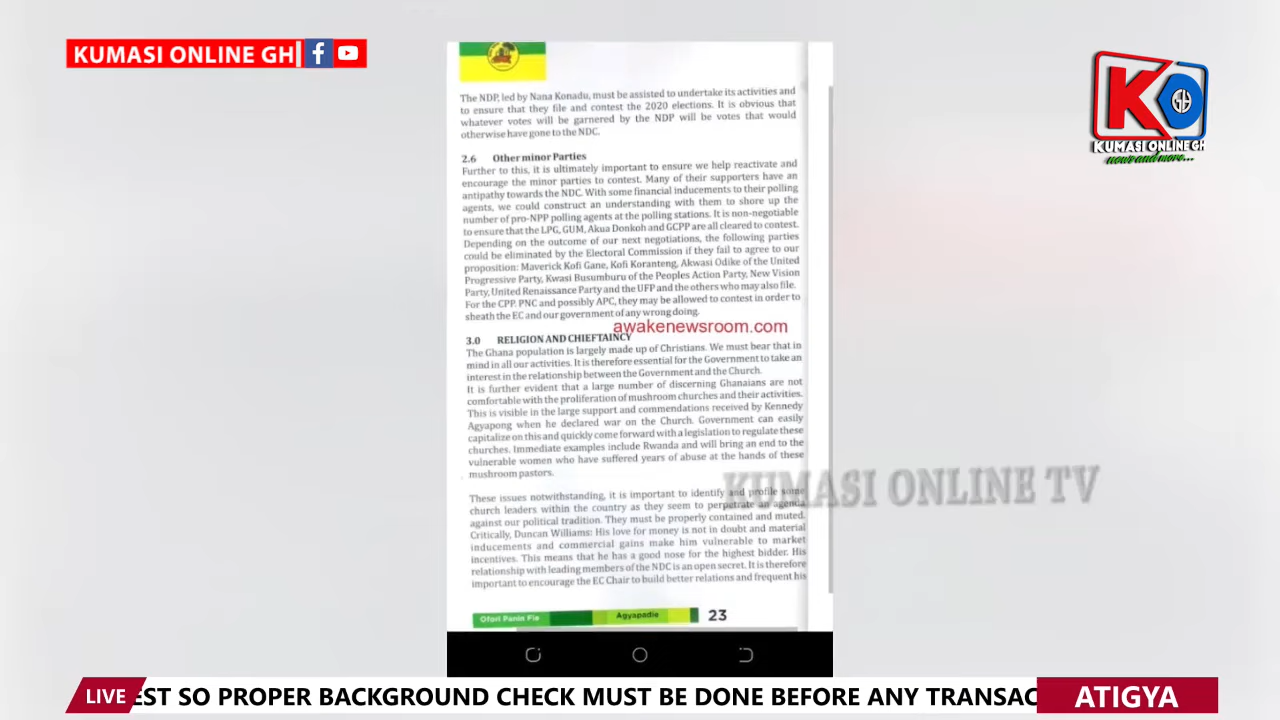 KUMASI ONLINE GH
KUMASI ONLINE GH
news and more...
The NDP, led by Nana Konadu, must be assisted to undertake its activities and
to ensure that they file and contest the 2020 elections. It is obvious that
whatever votes will be garnered by the NDP will be votes that would
otherwise have gone to the NDC.
2.6 Other minor Parties
Further to this, it is ultimately important to ensure we help reactivate and
encourage the minor parties to contest. Many of their supporters have an
antipathy towards the NDC. With some financial inducements to their polling
agents, we could construct an understanding with them to shore up the
number of pro-NPP polling agents at the polling stations. It is non-negotiable
to ensure that the LPG, GUM, Akua Donkoh and GCPP are all cleared to contest.
Depending on the outcome of our next negotiations, the following parties
could be eliminated by the Electoral Commission if they fail to agree to our
proposition: Maverick Kofi Gane, Kofi Koranteng, Akwasi Odike of the United
Progressive Party, Kwasi Busumburu of the Peoples Action Party, New Vision
Party, United Renaissance Party and the UFP and the others who may also file.
For the CPP. PNC and possibly APC, they may be allowed to contest in order to
sheath the EC and our government of any wrong doing.
awakenewsroom.com
3.0 RELIGION AND CHIEFTAINCY
The Ghana population is largely made up of Christians. We must bear that in
mind in all our activities. It is therefore essential for the Government to take an
interest in the relationship between the Government and the Church.
It is further evident that a large number of discerning Ghanaians are not
comfortable with the proliferation of mushroom churches and their activities.
This is visible in the large support and commendations received by Kennedy
Agyapong when he declared war on the Church. Government can easily
capitalize on this and quickly come forward with a legislation to regulate these
churches. Immediate examples include Rwanda and will bring an end to the
vulnerable women who have suffered years of abuse at the hands of these
mushroom pastors.
KUMASI ONLINE TV
These issues notwithstanding, it is important to identify and profile some
church leaders within the country as they seem to perpetrate an agenda
against our political tradition. They must be properly contained and muted.
Critically, Duncan Williams: His love for money is not in doubt and material
inducements and commercial gains make him vulnerable to market
incentives. This means that he has a good nose for the highest bidder. His
relationship with leading members of the NDC is an open secret. It is therefore
important to encourage the EC Chair to build better relations and frequent his
Ofori Panin Fie Agyapadie 23
LIVE EST SO PROPER BACKGROUND CHECK MUST BE DONE BEFORE ANY TRANSAC ATIGYA